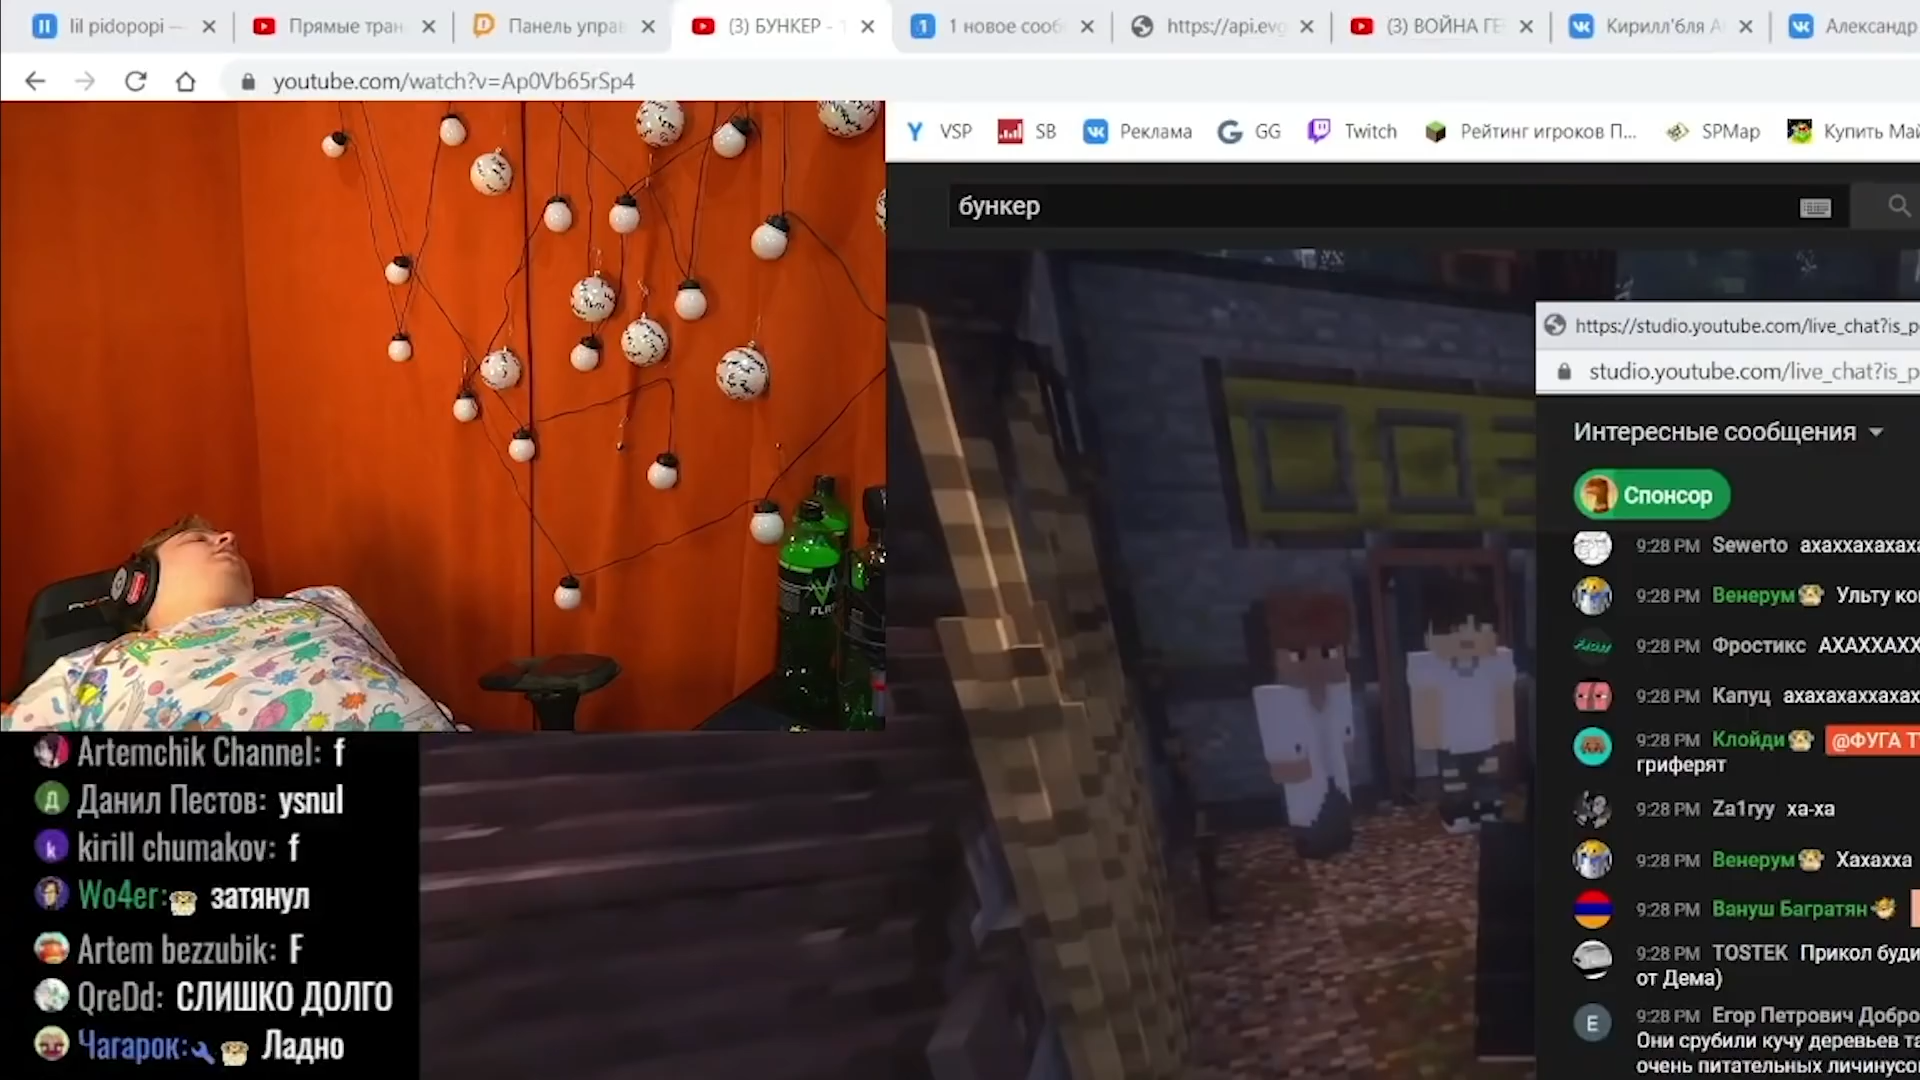 lil pidopopi —
Прямые тран
Панель управ
(3) БУНКЕР -
1 новое сооб
https://api.evg
(3) ВОЙНА ГЕ
Кирилл'бля А
Александр
youtube.com/watch?v=Ap0Vb65rSp4
VSP
SB
Реклама
GG
Twitch
Рейтинг игроков П...
SPMap
Купить Май
бункер
https://studio.youtube.com/live_chat?is_p
studio.youtube.com/live_chat?is_p
Интересные сообщения
Спонсор
9:28 PM Sewerto ахаххахахаха
9:28 PM Венерум Ульту ко
9:28 PM Фростикс АХАХХАХХ
9:28 PM Капуц ахахахаххахах
9:28 PM Клойди @ФУГА T
гриферят
9:28 PM Za1ryy ха-ха
9:28 PM Венерум Хахахха
9:28 PM Вануш Багратян
9:28 PM TOSTEK Прикол буди
от Дема)
9:28 PM Егор Петрович Добро
Они срубили кучу деревьев та
очень питательных личинусо
Artemchik Channel: f
Данил Пестов: ysnul
kirill chumakov: f
Wo4er: затянул
Artem bezzubik: F
QreDd: СЛИШКО ДОЛГО
Чагарок: Ладно